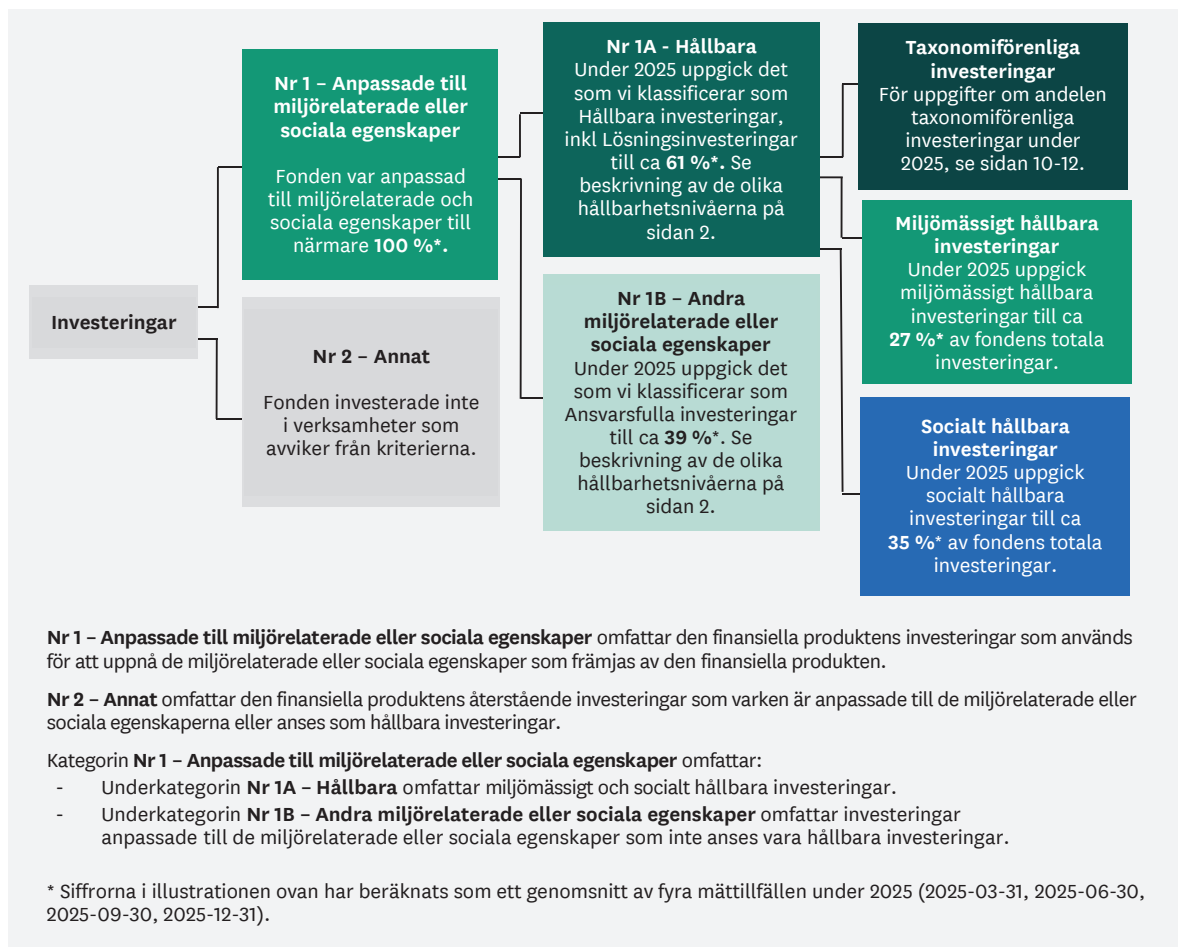 Investeringar
Nr 1 – Anpassade till
miljörelaterade eller
sociala egenskaper
Fonden var anpassad
till miljörelaterade och
sociala egenskaper till
närmare 100 %*.
Nr 2 – Annat
Fonden investerade inte
i verksamheter som
avviker från kriterierna.
Nr 1A - Hållbara
Under 2025 uppgick det
som vi klassificerar som
Hållbara investeringar,
inkl Lösningsinvesteringar
till ca 61 %*. Se
beskrivning av de olika
hållbarhetsnivåerna på
sidan 2.
Nr 1B – Andra
miljörelaterade eller
sociala egenskaper
Under 2025 uppgick det
som vi klassificerar som
Ansvarsfulla investeringar
till ca 39 %*. Se
beskrivning av de olika
hållbarhetsnivåerna på
sidan 2.
Taxonomiförenliga
investeringar
För uppgifter om andelen
taxonomiförenliga
investeringar under
2025, se sidan 10-12.
Miljömässigt hållbara
investeringar
Under 2025 uppgick
miljömässigt hållbara
investeringar till ca
27 %* av fondens totala
investeringar.
Socialt hållbara
investeringar
Under 2025 uppgick
socialt hållbara
investeringar till ca
35 %* av fondens totala
investeringar.
Nr 1 – Anpassade till miljörelaterade eller sociala egenskaper omfattar den finansiella produktens investeringar som används
för att uppnå de miljörelaterade eller sociala egenskaper som främjas av den finansiella produkten.
Nr 2 – Annat omfattar den finansiella produktens återstående investeringar som varken är anpassade till de miljörelaterade eller
sociala egenskaperna eller anses som hållbara investeringar.
Kategorin Nr 1 – Anpassade till miljörelaterade eller sociala egenskaper omfattar:
- Underkategorin Nr 1A – Hållbara omfattar miljömässigt och socialt hållbara investeringar.
- Underkategorin Nr 1B – Andra miljörelaterade eller sociala egenskaper omfattar investeringar
anpassade till de miljörelaterade eller sociala egenskaper som inte anses vara hållbara investeringar.
* Siffrorna i illustrationen ovan har beräknats som ett genomsnitt av fyra mättillfällen under 2025 (2025-03-31, 2025-06-30,
2025-09-30, 2025-12-31).